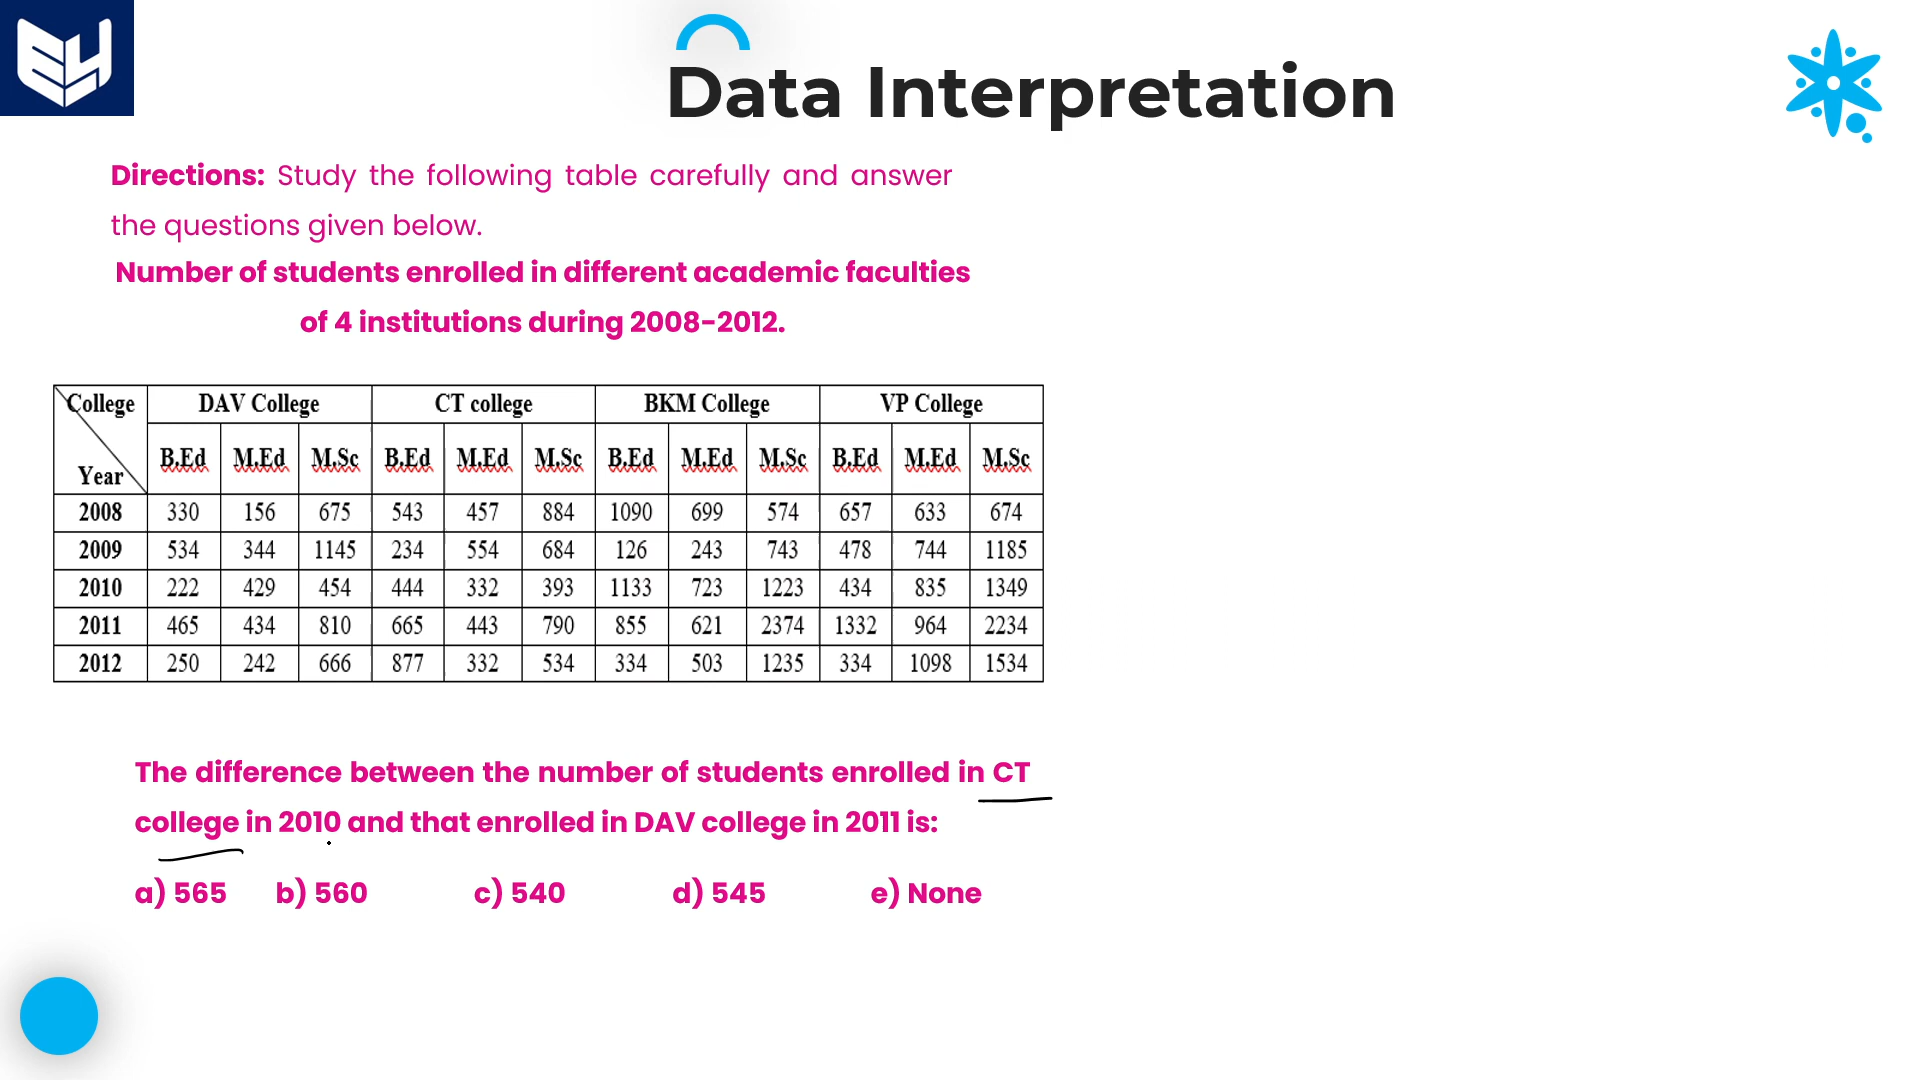 Data Interpretation
Directions: Study the following table carefully and answer
the questions given below.
Number of students enrolled in different academic faculties
of 4 institutions during 2008-2012.
College DAV College CT college BKM College VP College
Year B.Ed M.Ed M.Sc B.Ed M.Ed M.Sc B.Ed M.Ed M.Sc B.Ed M.Ed M.Sc
2008 330 156 675 543 457 884 1090 699 574 657 633 674
2009 534 344 1145 234 554 684 126 243 743 478 744 1185
2010 222 429 454 444 332 393 1133 723 1223 434 835 1349
2011 465 434 810 665 443 790 855 621 2374 1332 964 2234
2012 250 242 666 877 332 534 334 503 1235 334 1098 1534
The difference between the number of students enrolled in CT
college in 2010 and that enrolled in DAV college in 2011 is:
a) 565 b) 560 c) 540 d) 545 e) None